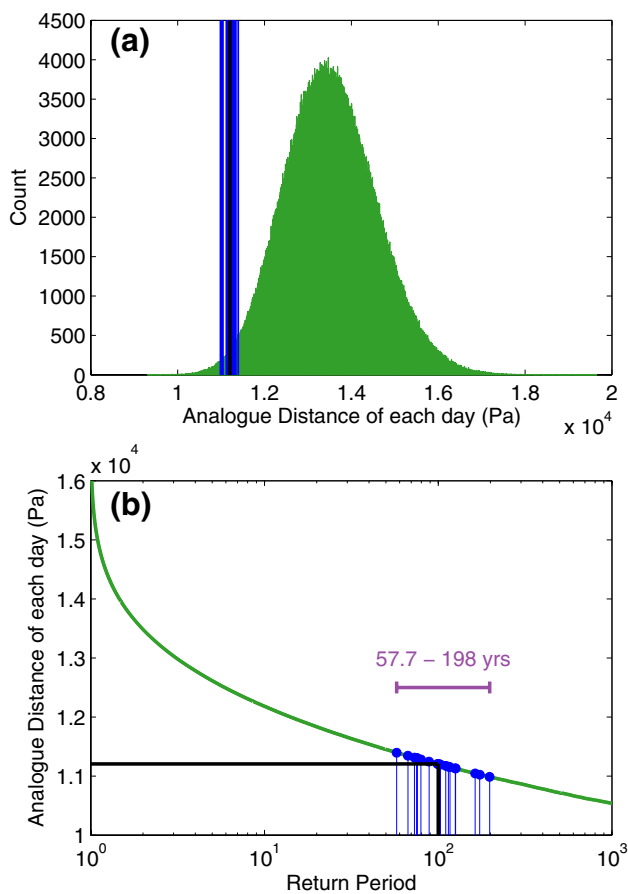 4500
(a)
4000
3500
3000
2500
2000
1500
1000
500
0
Count
0.8 1 1.2 1.4 1.6 1.8 2
Analogue Distance of each day (Pa)
x 10^4
x 10^4
1.6
(b)
1.5
1.4
1.3
57.7 − 198 yrs
1.2
1.1
1
Analogue Distance of each day (Pa)
10^0 10^1 10^2 10^3
Return Period